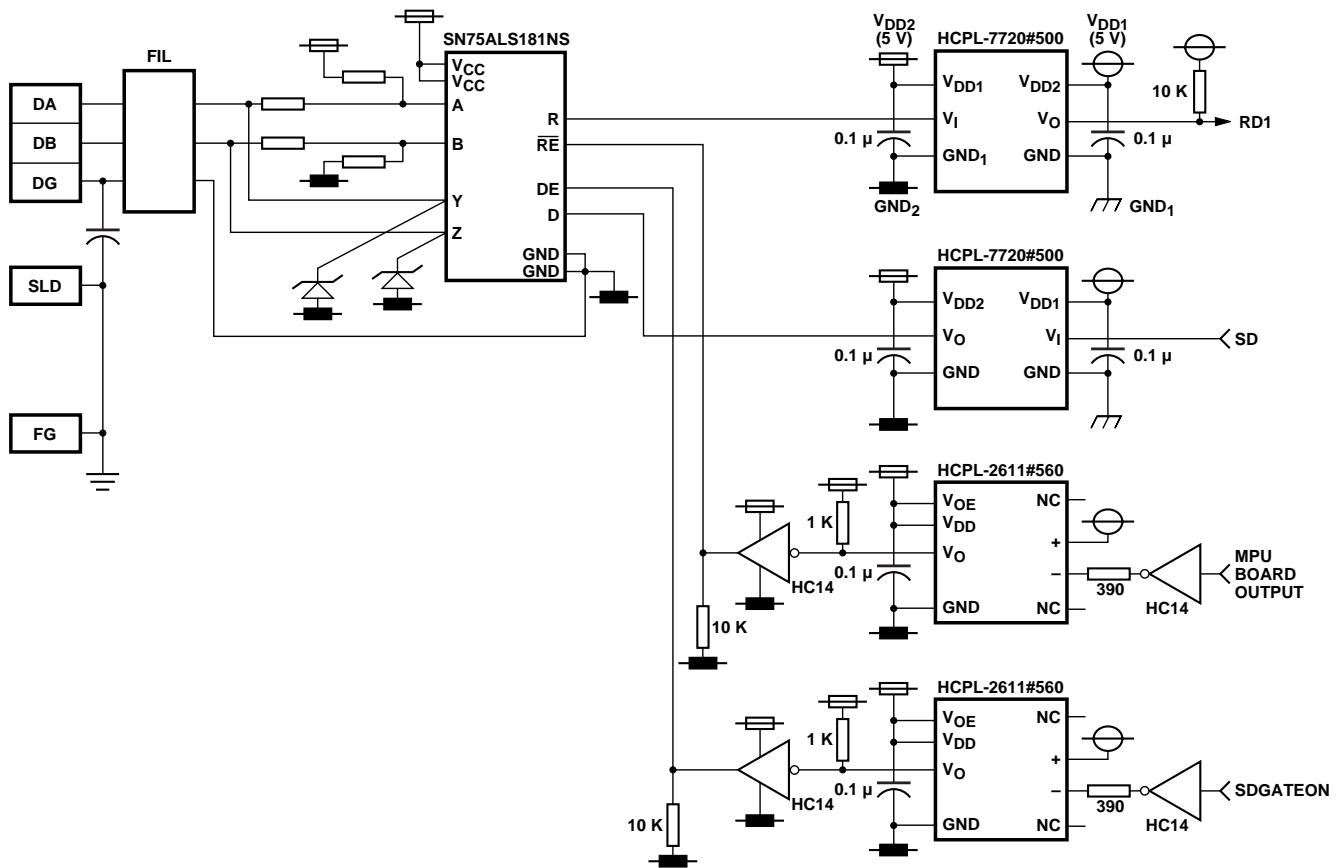 SN75ALS181NS
FIL
DA
DB
DG
SLD
FG
VCC
VCC
A
B
Y
Z
R
RE
DE
D
GND
GND
VDD2
(5 V)
HCPL-7720#500
VDD1
(5 V)
VDD1
VI
GND1
VDD2
VO
GND
0.1 µ
0.1 µ
10 K
RD1
GND2
GND1
HCPL-7720#500
VDD2
VO
GND
VDD1
VI
GND
0.1 µ
0.1 µ
SD
HCPL-2611#560
VOE
VDD
VO
GND
NC
+
–
NC
1 K
0.1 µ
HC14
10 K
390
HC14
MPU
BOARD
OUTPUT
HCPL-2611#560
VOE
VDD
VO
GND
NC
+
–
NC
1 K
0.1 µ
HC14
10 K
390
HC14
SDGATEON